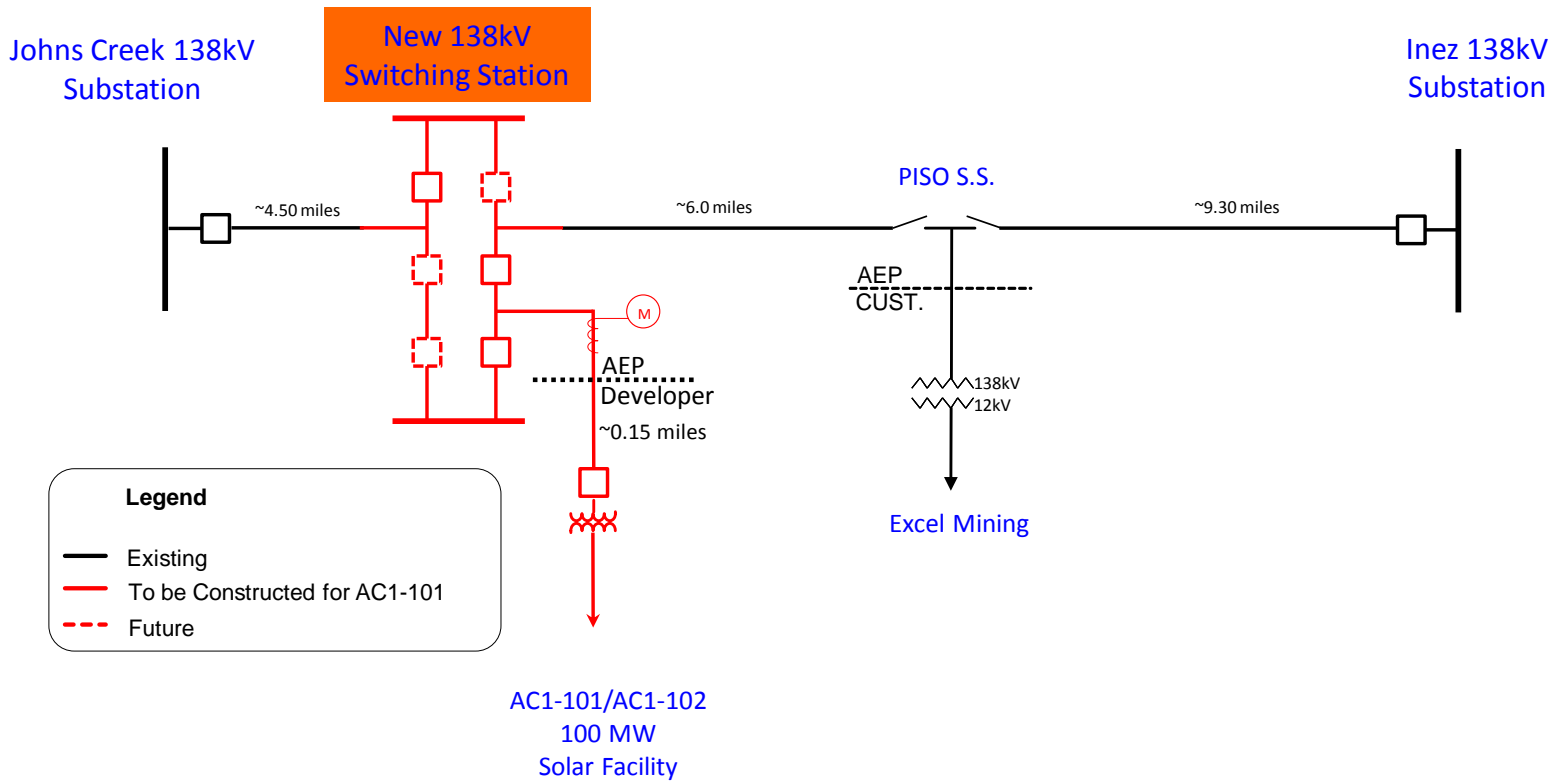 Johns Creek 138kV
Substation
New 138kV
Switching Station
Inez 138kV
Substation
PISO S.S.
~4.50 miles
~6.0 miles
~9.30 miles
AEP
CUST.
M
AEP
Developer
~0.15 miles
138kV
12kV
Excel Mining
Legend
Existing
To be Constructed for AC1-101
Future
AC1-101/AC1-102
100 MW
Solar Facility